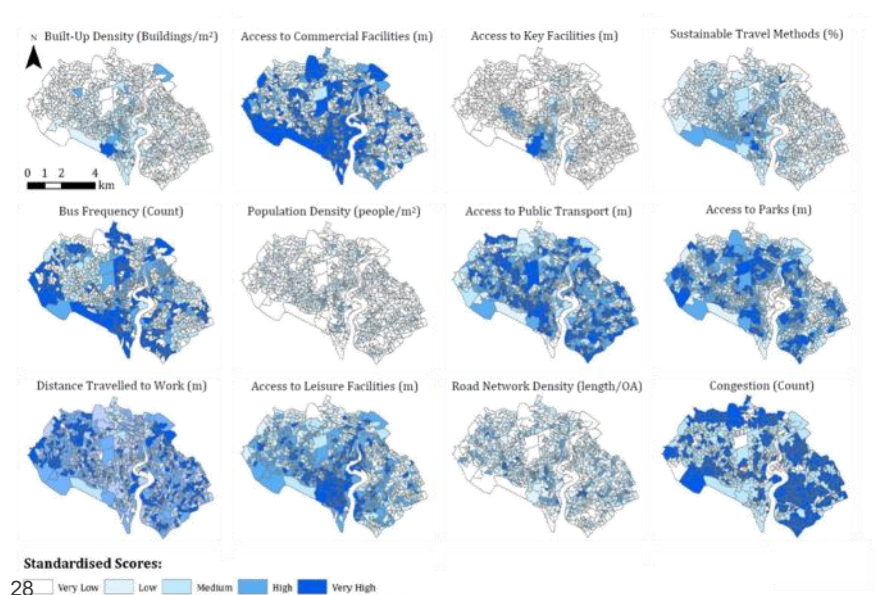 Built-Up Density (Buildings/m²)
Access to Commercial Facilities (m)
Access to Key Facilities (m)
Sustainable Travel Methods (%)
N
0 1 2 4
km
Bus Frequency (Count)
Population Density (people/m²)
Access to Public Transport (m)
Access to Parks (m)
Distance Travelled to Work (m)
Access to Leisure Facilities (m)
Road Network Density (length/OA)
Congestion (Count)
Standardised Scores:
Very Low Low Medium High Very High
28